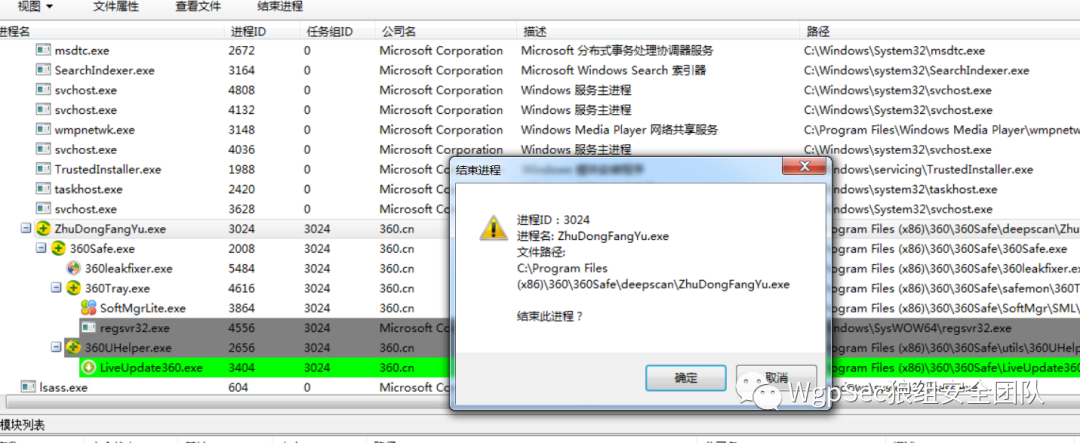 视图 ▼ 文件属性 查看文件 结束进程
进程名 进程ID 任务组ID 公司名 描述 路径
msdtc.exe 2672 0 Microsoft Corporation Microsoft 分布式事务处理协调器服务 C:\Windows\System32\msdtc.exe
SearchIndexer.exe 3164 0 Microsoft Corporation Microsoft Windows Search 索引器 C:\Windows\system32\SearchIndexer.exe
svchost.exe 4808 0 Microsoft Corporation Windows 服务主进程 C:\Windows\system32\svchost.exe
svchost.exe 4132 0 Microsoft Corporation Windows 服务主进程 C:\Windows\system32\svchost.exe
wmpnetwk.exe 3148 0 Microsoft Corporation Windows Media Player 网络共享服务 C:\Program Files\Windows Media Player\wmpnetw
svchost.exe 4036 0 Microsoft Corporation Windows 服务主进程 C:\Windows\system32\svchost.exe
TrustedInstaller.exe 1988 0 Microsoft Co ndows\servicing\TrustedInstaller.exe
taskhost.exe 2420 0 Microsoft Co ndows\system32\taskhost.exe
svchost.exe 3628 0 Microsoft Co ndows\system32\svchost.exe
ZhuDongFangYu.exe 3024 3024 360.cn ogram Files (x86)\360\360Safe\deepscan\Zhu
360Safe.exe 2008 3024 360.cn ogram Files (x86)\360\360Safe\360Safe.exe
360leakfixer.exe 5484 3024 360.cn ogram Files (x86)\360\360Safe\360leakfixer.ex
360Tray.exe 4616 3024 360.cn ogram Files (x86)\360\360Safe\safemon\360T
SoftMgrLite.exe 3864 3024 360.cn ogram Files (x86)\360\360Safe\SoftMgr\SML\
regsvr32.exe 4556 3024 Microsoft Co ndows\SysWOW64\regsvr32.exe
360UHelper.exe 2656 3024 360.cn ogram Files (x86)\360\360Safe\utils\360UHelp
LiveUpdate360.exe 3404 3024 360.cn ogram Files (x86)\360\360Safe\LiveUpdate360
lsass.exe 604 0 Microsoft Co
模块列表
结束进程
进程ID：3024
进程名: ZhuDongFangYu.exe
文件路径:
C:\Program Files
(x86)\360\360Safe\deepscan\ZhuDongFangYu.exe
结束此进程？
确定 取消
WgpSec狼组安全团队